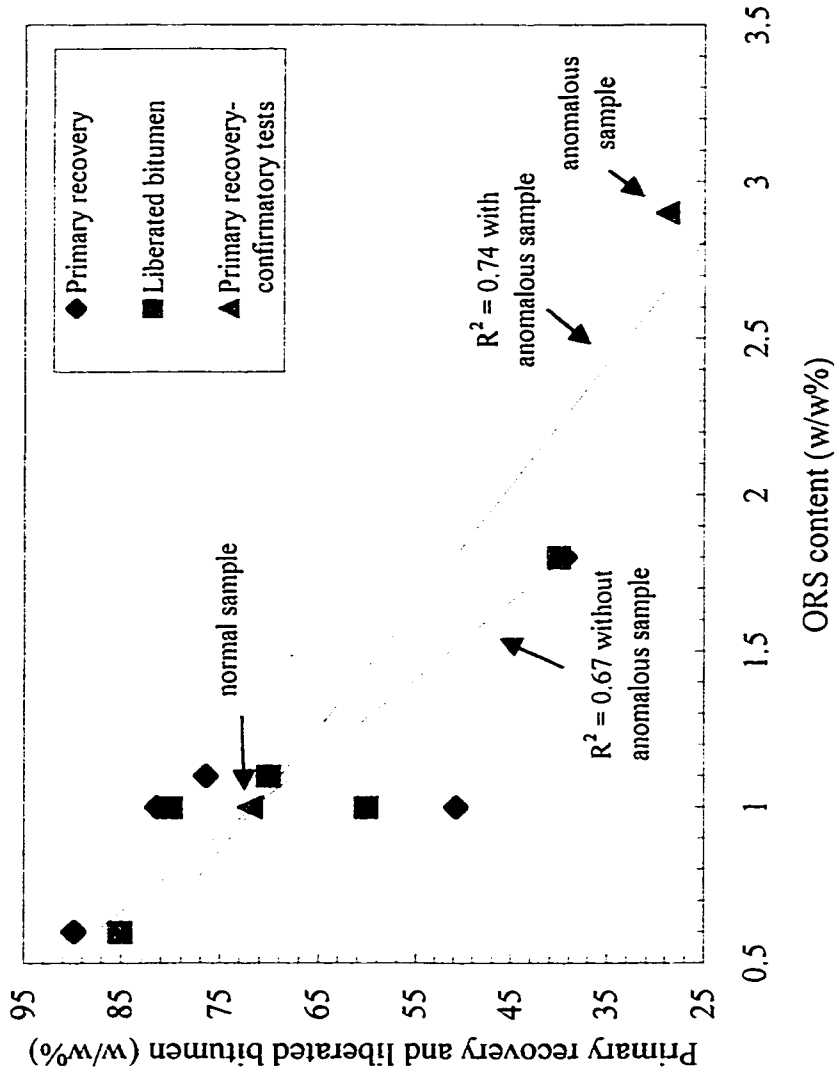 Primary recovery and liberated bitumen (w/w%)
95
85
75
65
55
45
35
25
0.5
1
1.5
2
2.5
3
3.5
ORS content (w/w%)
Primary recovery
Liberated bitumen
Primary recovery-
confirmatory tests
normal sample
R² = 0.74 with
anomalous sample
anomalous
sample
R² = 0.67 without
anomalous sample